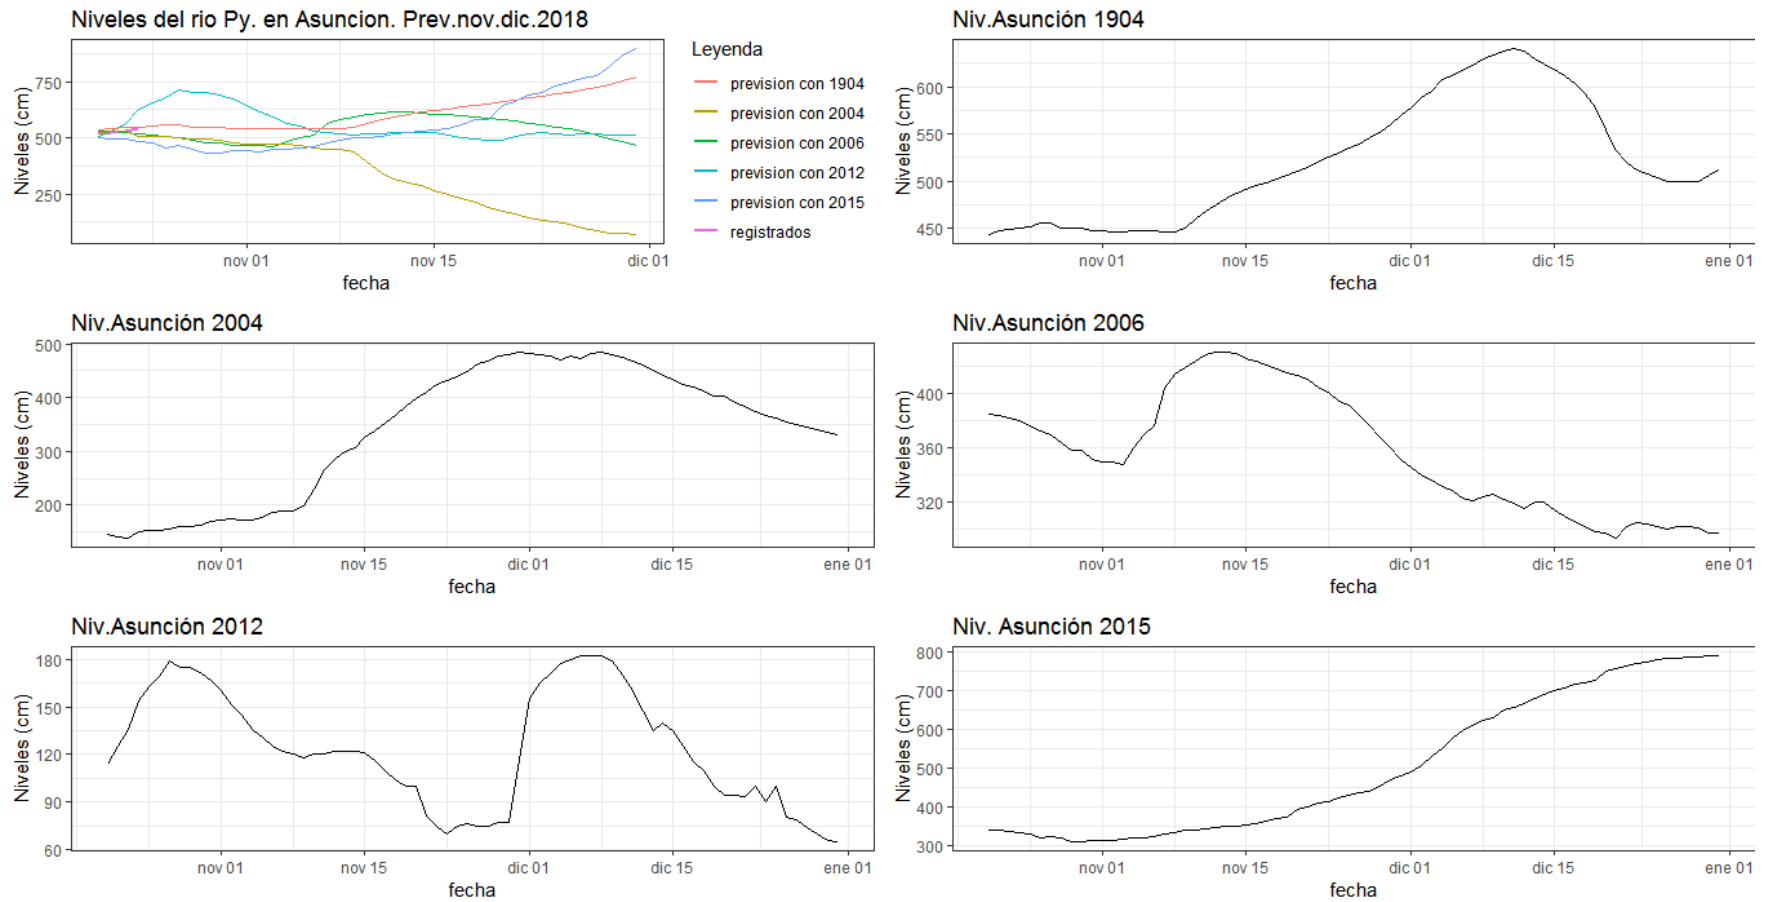 Niveles del rio Py. en Asuncion. Prev.nov.dic.2018
Niveles (cm)
750
500
250
nov 01
nov 15
dic 01
fecha
Leyenda
prevision con 1904
prevision con 2004
prevision con 2006
prevision con 2012
prevision con 2015
registrados
Niv.Asunción 1904
Niveles (cm)
600
550
500
450
nov 01
nov 15
dic 01
dic 15
ene 01
fecha
Niv.Asunción 2004
Niveles (cm)
500
400
300
200
nov 01
nov 15
dic 01
dic 15
ene 01
fecha
Niv.Asunción 2006
Niveles (cm)
400
360
320
nov 01
nov 15
dic 01
dic 15
ene 01
fecha
Niv.Asunción 2012
Niveles (cm)
180
150
120
90
60
nov 01
nov 15
dic 01
dic 15
ene 01
fecha
Niv. Asunción 2015
Niveles (cm)
800
700
600
500
400
300
nov 01
nov 15
dic 01
dic 15
ene 01
fecha